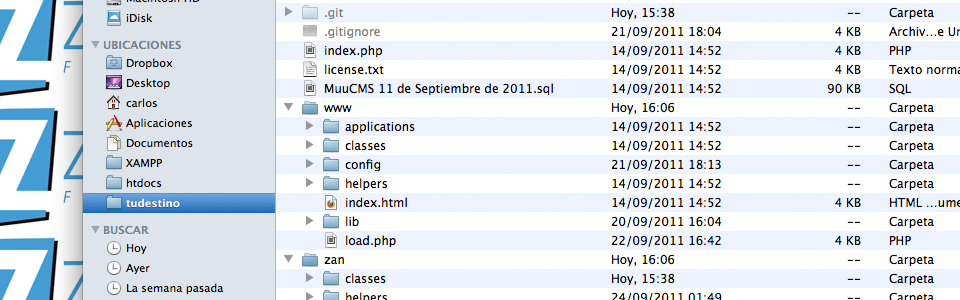 Macintosh HD
iDisk
UBICACIONES
Dropbox
Desktop
carlos
Aplicaciones
Documentos
XAMPP
htdocs
tudestino
BUSCAR
Hoy
Ayer
La semana pasada
.git Hoy, 15:38 -- Carpeta
.gitignore 21/09/2011 18:04 4 KB Archiv...e Un
index.php 14/09/2011 14:52 4 KB PHP
license.txt 14/09/2011 14:52 4 KB Texto norma
MuuCMS 11 de Septiembre de 2011.sql 14/09/2011 14:52 90 KB SQL
www Hoy, 16:06 -- Carpeta
applications 14/09/2011 14:52 -- Carpeta
classes 14/09/2011 14:52 -- Carpeta
config 21/09/2011 18:13 -- Carpeta
helpers 14/09/2011 14:52 -- Carpeta
index.html 14/09/2011 14:52 4 KB HTML ...ume
lib 20/09/2011 16:04 -- Carpeta
load.php 22/09/2011 16:42 4 KB PHP
zan Hoy, 16:06 -- Carpeta
classes Hoy, 15:38 -- Carpeta
helpers 24/09/2011 01:49 -- Carpeta